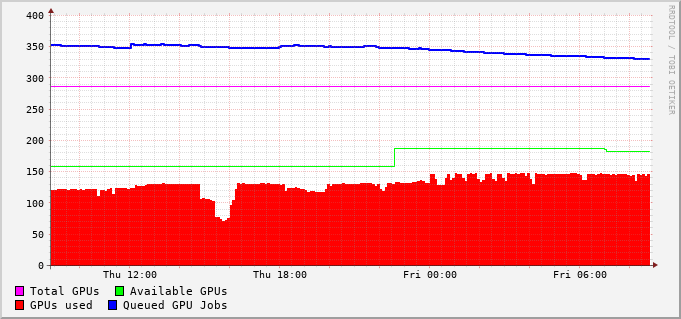 400
350
300
250
200
150
100
50
0
Thu 12:00 Thu 18:00 Fri 00:00 Fri 06:00
Total GPUs Available GPUs
GPUs used Queued GPU Jobs
RRDTOOL / TOBI OETIKER